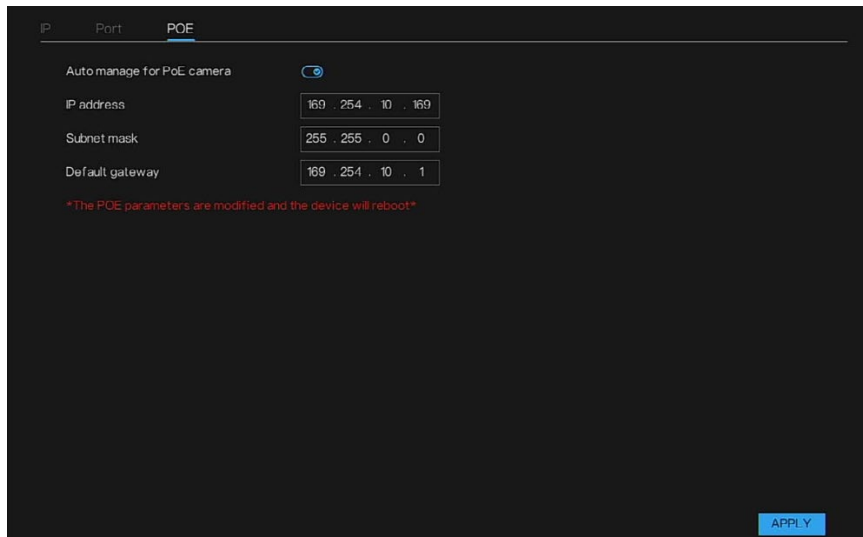 IP Port POE
Auto manage for PoE camera
IP address 169 . 254 . 10 . 169
Subnet mask 255 . 255 . 0 . 0
Default gateway 169 . 254 . 10 . 1
*The POE parameters are modified and the device will reboot*
APPLY